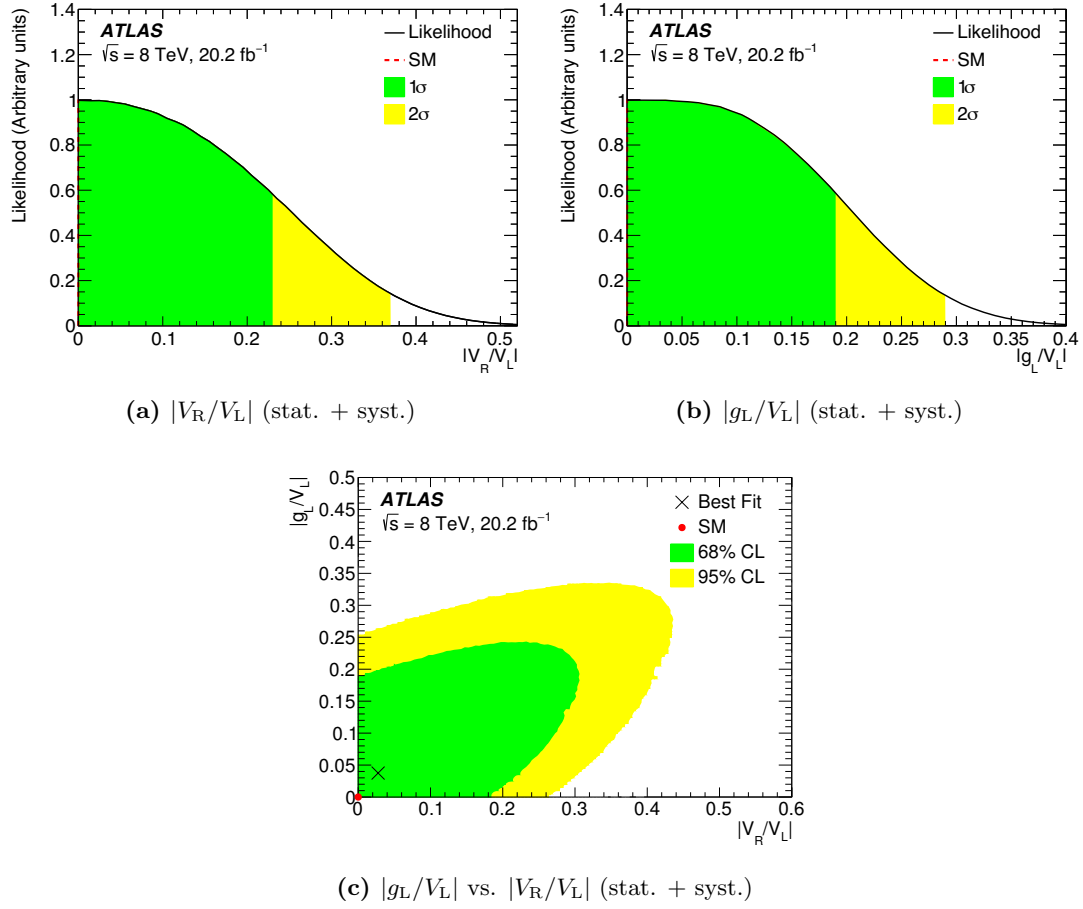 Likelihood (Arbitrary units)
1.4
1.2
1
0.8
0.6
0.4
0.2
0
ATLAS
√s = 8 TeV, 20.2 fb⁻¹
Likelihood
SM
1σ
2σ
0 0.1 0.2 0.3 0.4 0.5
|V_R/V_L|
(a) |V_R/V_L| (stat. + syst.)
Likelihood (Arbitrary units)
1.4
1.2
1
0.8
0.6
0.4
0.2
0
ATLAS
√s = 8 TeV, 20.2 fb⁻¹
Likelihood
SM
1σ
2σ
0 0.05 0.1 0.15 0.2 0.25 0.3 0.35 0.4
|g_L/V_L|
(b) |g_L/V_L| (stat. + syst.)
|g_L/V_L|
0.5
0.45
0.4
0.35
0.3
0.25
0.2
0.15
0.1
0.05
0
ATLAS
√s = 8 TeV, 20.2 fb⁻¹
Best Fit
SM
68% CL
95% CL
0 0.1 0.2 0.3 0.4 0.5 0.6
|V_R/V_L|
(c) |g_L/V_L| vs. |V_R/V_L| (stat. + syst.)